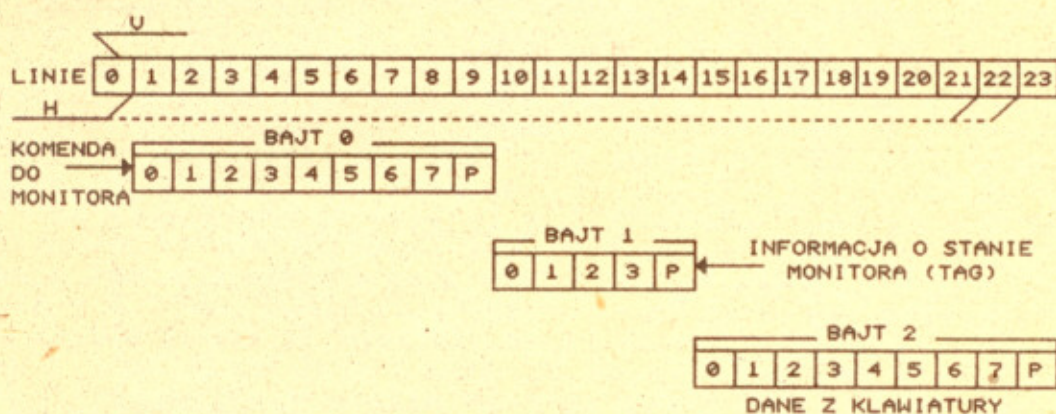 V
LINIE 0 1 2 3 4 5 6 7 8 9 10 11 12 13 14 15 16 17 18 19 20 21 22 23
H
KOMENDA
DO
MONITORA
BAJT 0
0 1 2 3 4 5 6 7 P
BAJT 1
0 1 2 3 P
INFORMACJA O STANIE
MONITORA (TAG)
BAJT 2
0 1 2 3 4 5 6 7 P
DANE Z KLAWIATURY